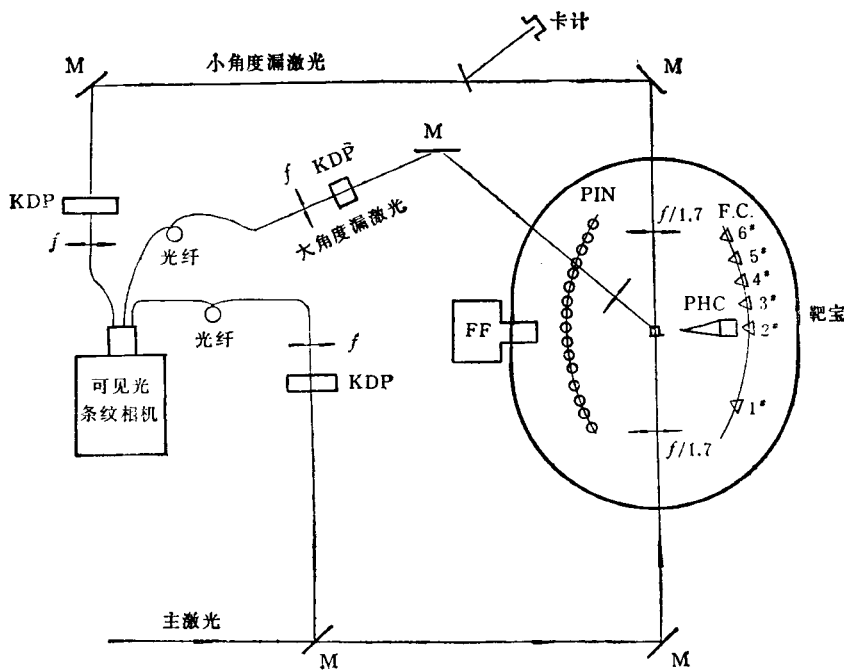 卡计
M
小角度漏激光
M
M
KDP
f
PIN
f/1.7
F.C.
6#
5#
4#
3#
2#
1#
KDP
f
大角度漏激光
光纤
PHC
靶宝
FF
光纤
f
KDP
可见光
条纹相机
f/1.7
主激光
M
M